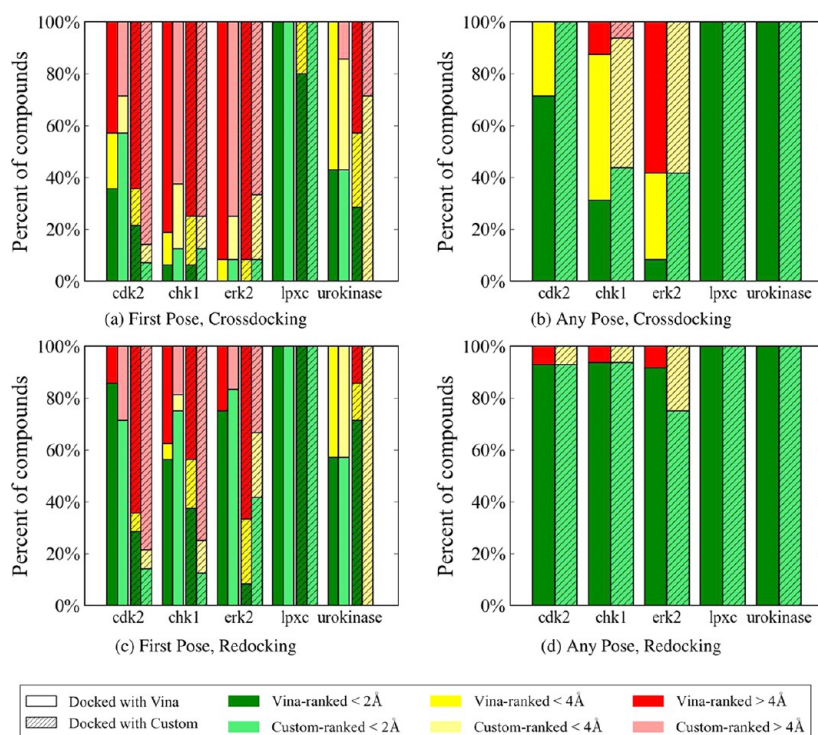 100%
80%
60%
40%
20%
0%
Percent of compounds
cdk2 chk1 erk2 lpxc urokinase
(a) First Pose, Crossdocking
100%
80%
60%
40%
20%
0%
Percent of compounds
cdk2 chk1 erk2 lpxc urokinase
(b) Any Pose, Crossdocking
100%
80%
60%
40%
20%
0%
Percent of compounds
cdk2 chk1 erk2 lpxc urokinase
(c) First Pose, Redocking
100%
80%
60%
40%
20%
0%
Percent of compounds
cdk2 chk1 erk2 lpxc urokinase
(d) Any Pose, Redocking
Docked with Vina Vina-ranked < 2Å Vina-ranked < 4Å Vina-ranked > 4Å
Docked with Custom Custom-ranked < 2Å Custom-ranked < 4Å Custom-ranked > 4Å